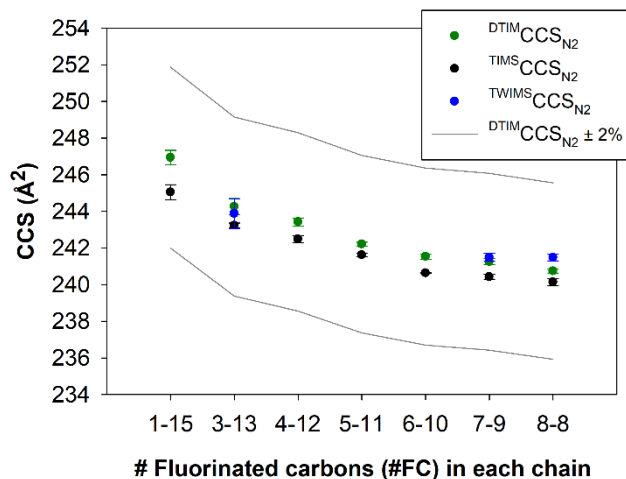 254
252
250
248
246
244
242
240
238
236
234
CCS (Å²)
DTIMCCSN2
TIMSCCSN2
TWIMSCCSN2
DTIMCCSN2 ± 2%
1-15 3-13 4-12 5-11 6-10 7-9 8-8
# Fluorinated carbons (#FC) in each chain